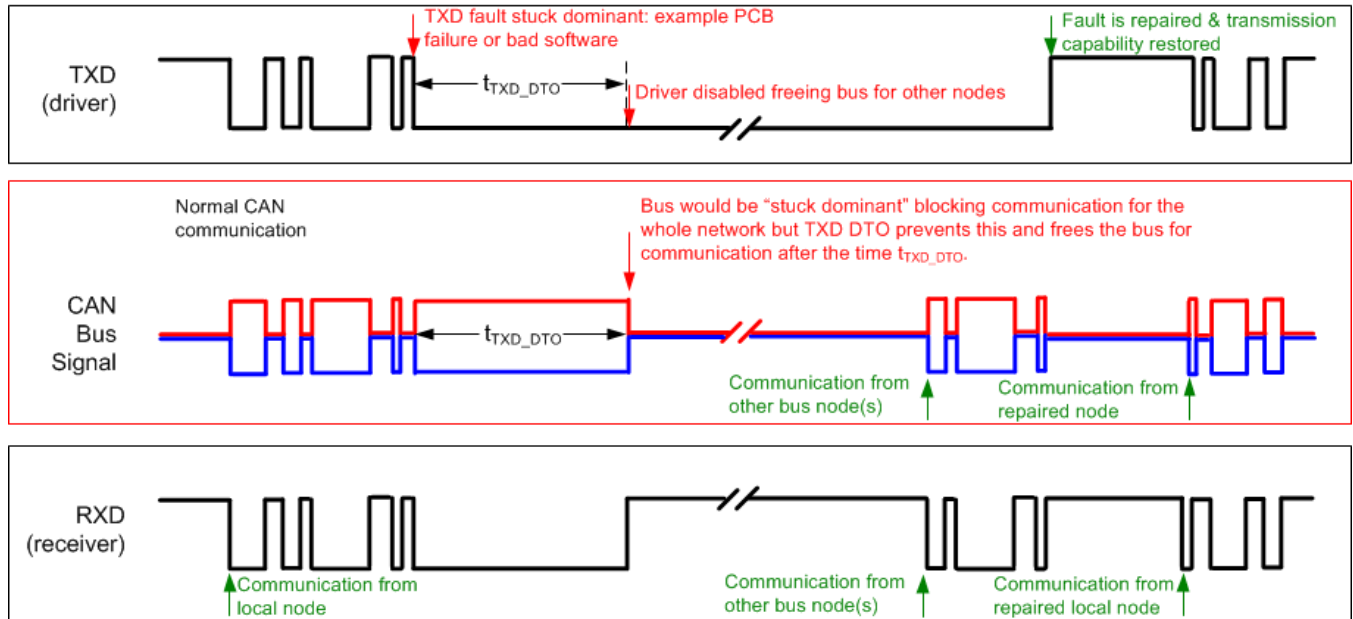 TXD fault stuck dominant: example PCB
failure or bad software
Fault is repaired & transmission
capability restored
TXD
(driver)
tTXD_DTO
Driver disabled freeing bus for other nodes
Normal CAN
communication
Bus would be “stuck dominant” blocking communication for the
whole network but TXD DTO prevents this and frees the bus for
communication after the time tTXD_DTO.
CAN
Bus
Signal
tTXD_DTO
Communication from
other bus node(s)
Communication from
repaired node
RXD
(receiver)
Communication from
local node
Communication from
other bus node(s)
Communication from
repaired local node